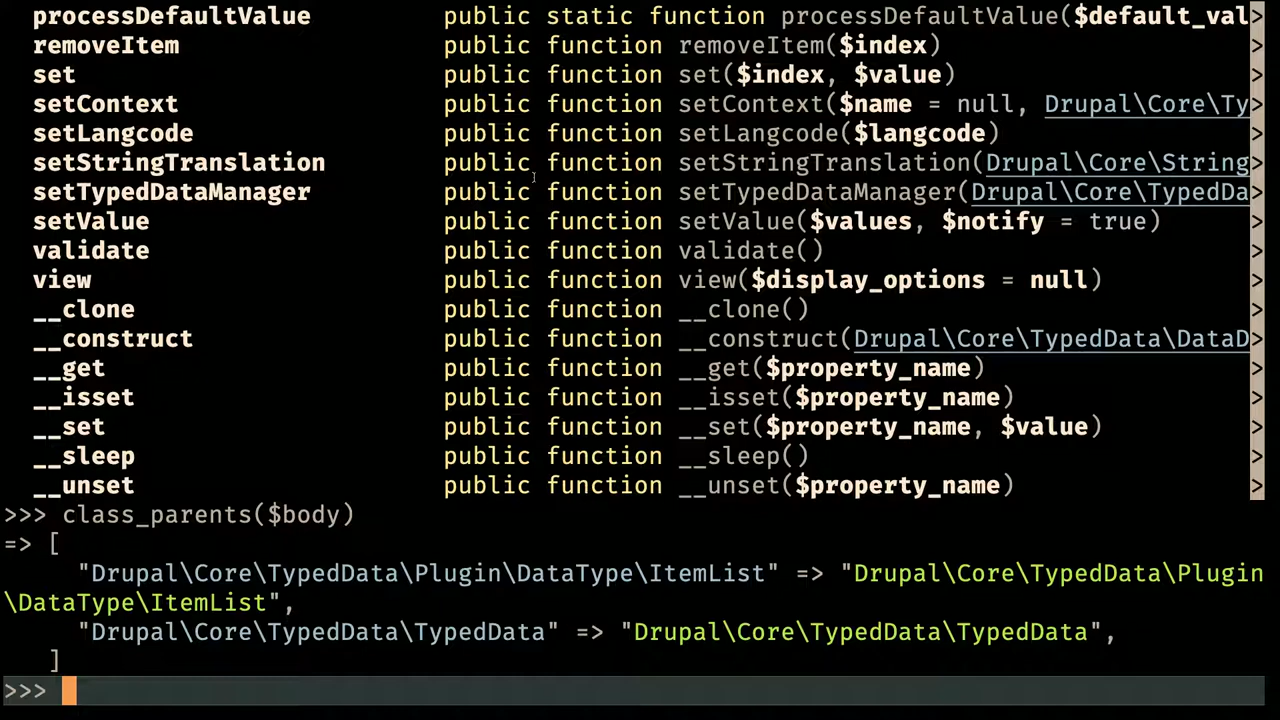 processDefaultValue public static function processDefaultValue($default_val>
removeItem public function removeItem($index) >
set public function set($index, $value) >
setContext public function setContext($name = null, Drupal\Core\Ty>
setLangcode public function setLangcode($langcode) >
setStringTranslation public function setStringTranslation(Drupal\Core\String>
setTypedDataManager public function setTypedDataManager(Drupal\Core\TypedDa>
setValue public function setValue($values, $notify = true) >
validate public function validate() >
view public function view($display_options = null) >
__clone public function __clone() >
__construct public function __construct(Drupal\Core\TypedData\DataD>
__get public function __get($property_name) >
__isset public function __isset($property_name) >
__set public function __set($property_name, $value) >
__sleep public function __sleep() >
__unset public function __unset($property_name) >
>>> class_parents($body)
=> [
"Drupal\Core\TypedData\Plugin\DataType\ItemList" => "Drupal\Core\TypedData\Plugin
\DataType\ItemList",
"Drupal\Core\TypedData\TypedData" => "Drupal\Core\TypedData\TypedData",
]
>>>